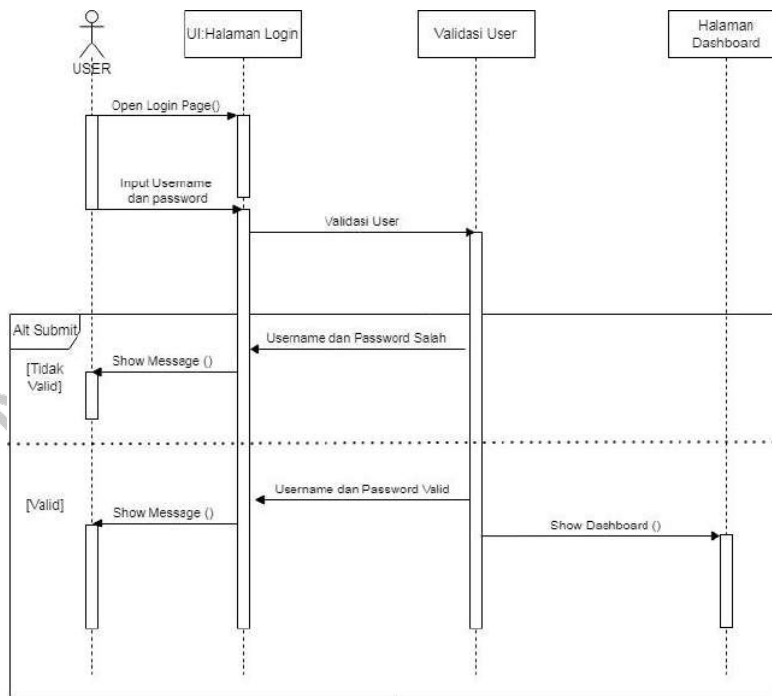 USER
UI:Halaman Login
Validasi User
Halaman
Dashboard
Open Login Page()
Input Username
dan password
Validasi User
Alt Submit
Username dan Password Salah
[Tidak
Valid]
Show Message ()
Username dan Password Valid
[Valid]
Show Message ()
Show Dashboard ()